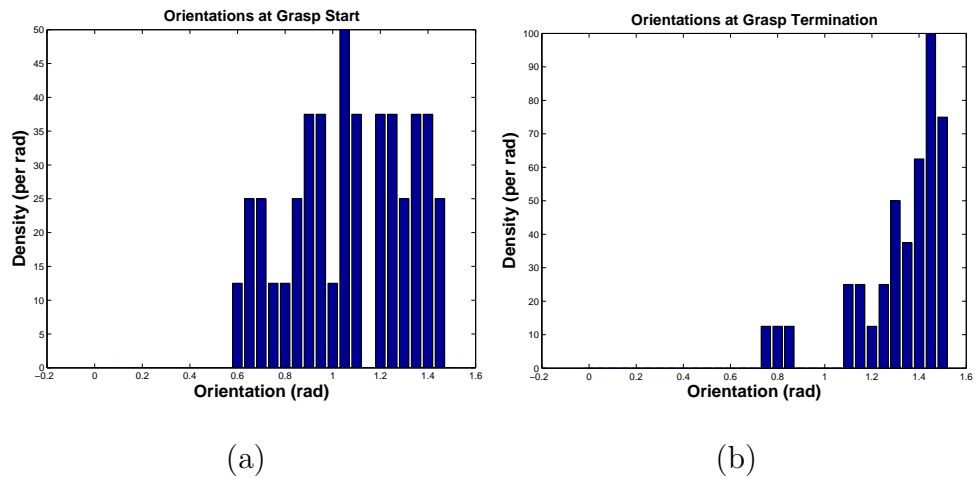 Orientations at Grasp Start
50
45
40
35
30
25
20
15
10
5
0
Density (per rad)
−0.2 0 0.2 0.4 0.6 0.8 1 1.2 1.4 1.6
Orientation (rad)
(a)
Orientations at Grasp Termination
100
90
80
70
60
50
40
30
20
10
0
Density (per rad)
−0.2 0 0.2 0.4 0.6 0.8 1 1.2 1.4 1.6
Orientation (rad)
(b)